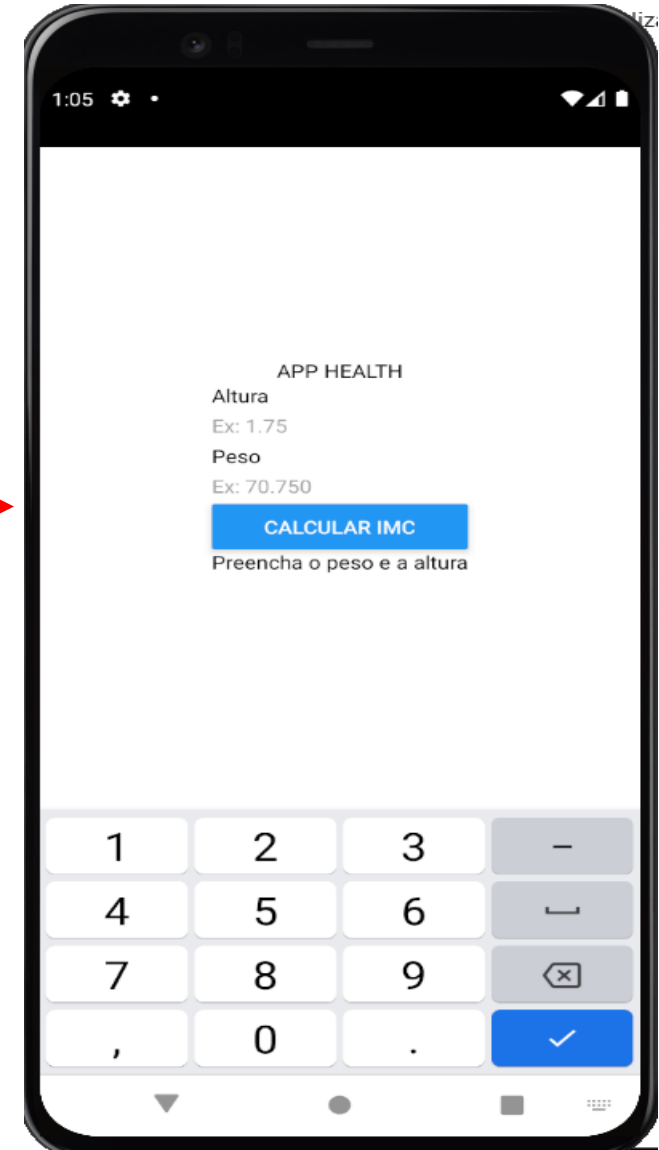 1:05
APP HEALTH
Altura
Ex: 1.75
Peso
Ex: 70.750
CALCULAR IMC
Preencha o peso e a altura
1 2 3 –
4 5 6
7 8 9
, 0 .